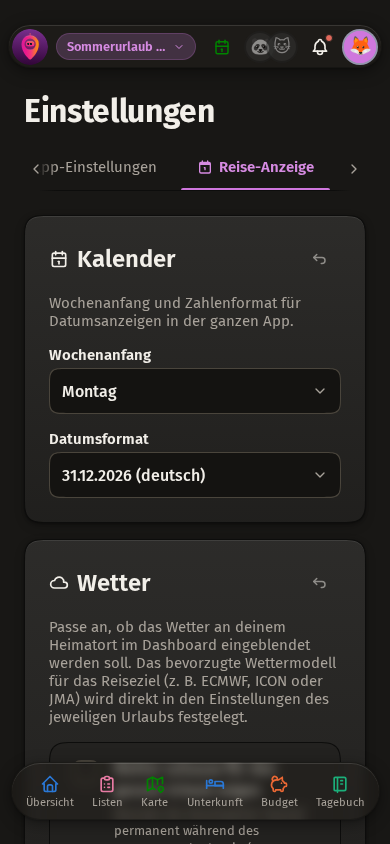 Sommerurlaub ...
Einstellungen
pp-Einstellungen
Reise-Anzeige
Kalender
Wochenanfang und Zahlenformat für
Datumsanzeigen in der ganzen App.
Wochenanfang
Montag
Datumsformat
31.12.2026 (deutsch)
Wetter
Passe an, ob das Wetter an deinem
Heimatort im Dashboard eingeblendet
werden soll. Das bevorzugte Wettermodell
für das Reiseziel (z. B. ECMWF, ICON oder
JMA) wird direkt in den Einstellungen des
jeweiligen Urlaubs festgelegt.
Übersicht
Listen
Karte
Unterkunft
Budget
Tagebuch
permanent während des